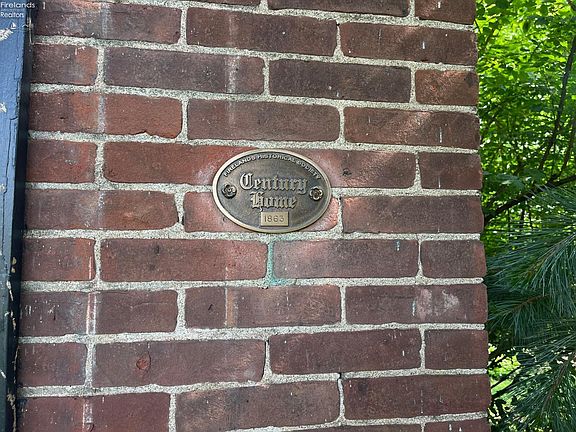 Firelands
Realtors
FIRELANDS HISTORICAL SOCIETY
Century
Home
1863